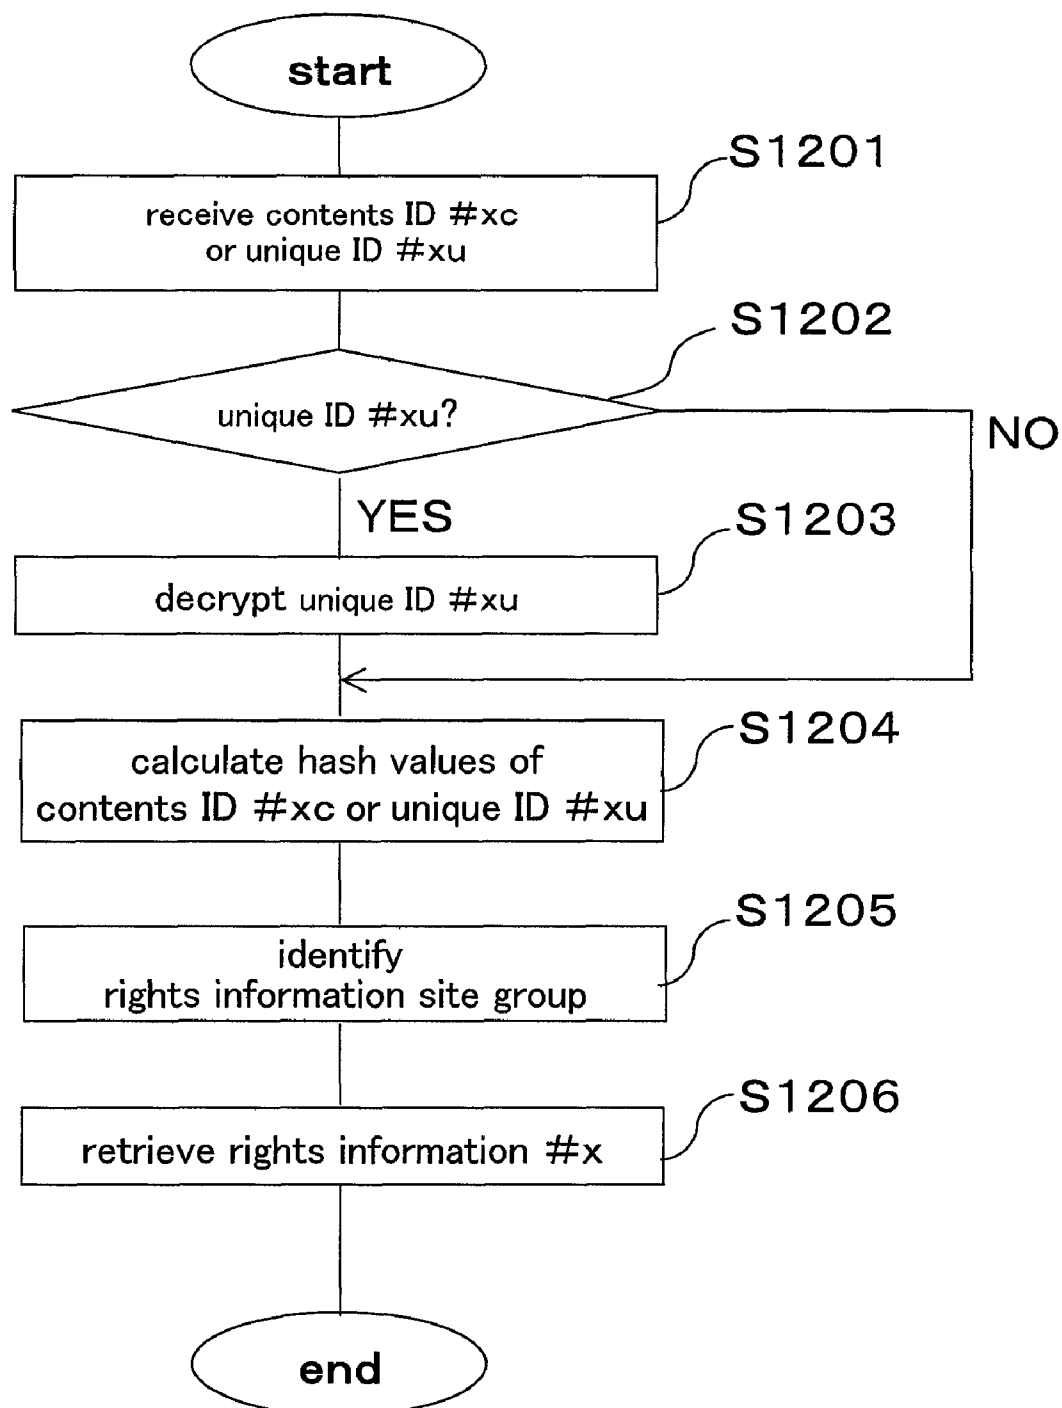 start
S1201
receive contents ID #xc
or unique ID #xu
S1202
unique ID #xu?
NO
YES
S1203
decrypt unique ID #xu
S1204
calculate hash values of
contents ID #xc or unique ID #xu
S1205
identify
rights information site group
S1206
retrieve rights information #x
end